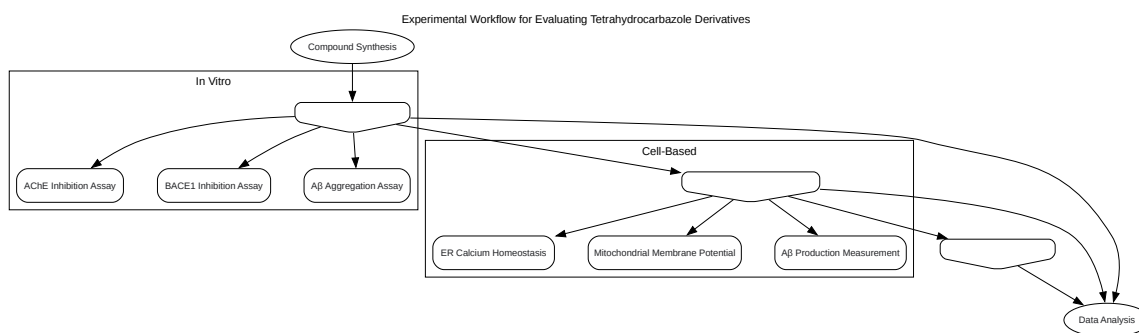 Experimental Workflow for Evaluating Tetrahydrocarbazole Derivatives
Compound Synthesis
In Vitro
AChE Inhibition Assay
BACE1 Inhibition Assay
Aβ Aggregation Assay
Cell-Based
ER Calcium Homeostasis
Mitochondrial Membrane Potential
Aβ Production Measurement
Data Analysis